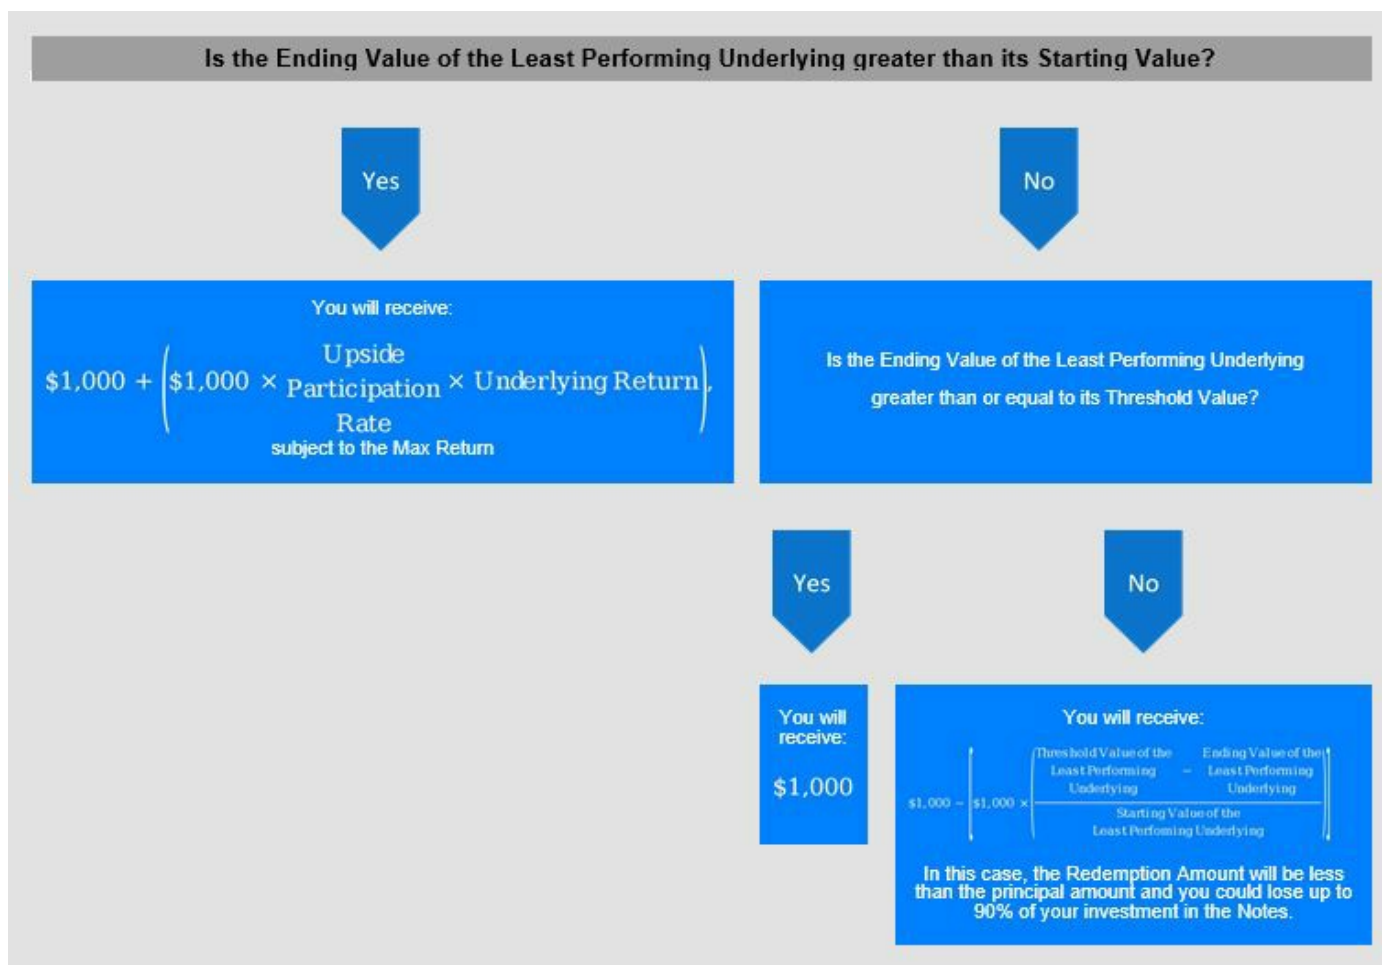 Is the Ending Value of the Least Performing Underlying greater than its Starting Value?
Yes
No
You will receive:
$1,000 + ($1,000 × Upside Participation Rate × Underlying Return),
subject to the Max Return
Is the Ending Value of the Least Performing Underlying
greater than or equal to its Threshold Value?
Yes
No
You will
receive:
$1,000
You will receive:
Threshold Value of the Ending Value of the
Least Performing − Least Performing
Underlying Underlying
$1,000 − [$1,000 ×
Starting Value of the
Least Perfoming Underlying
In this case, the Redemption Amount will be less
than the principal amount and you could lose up to
90% of your investment in the Notes.